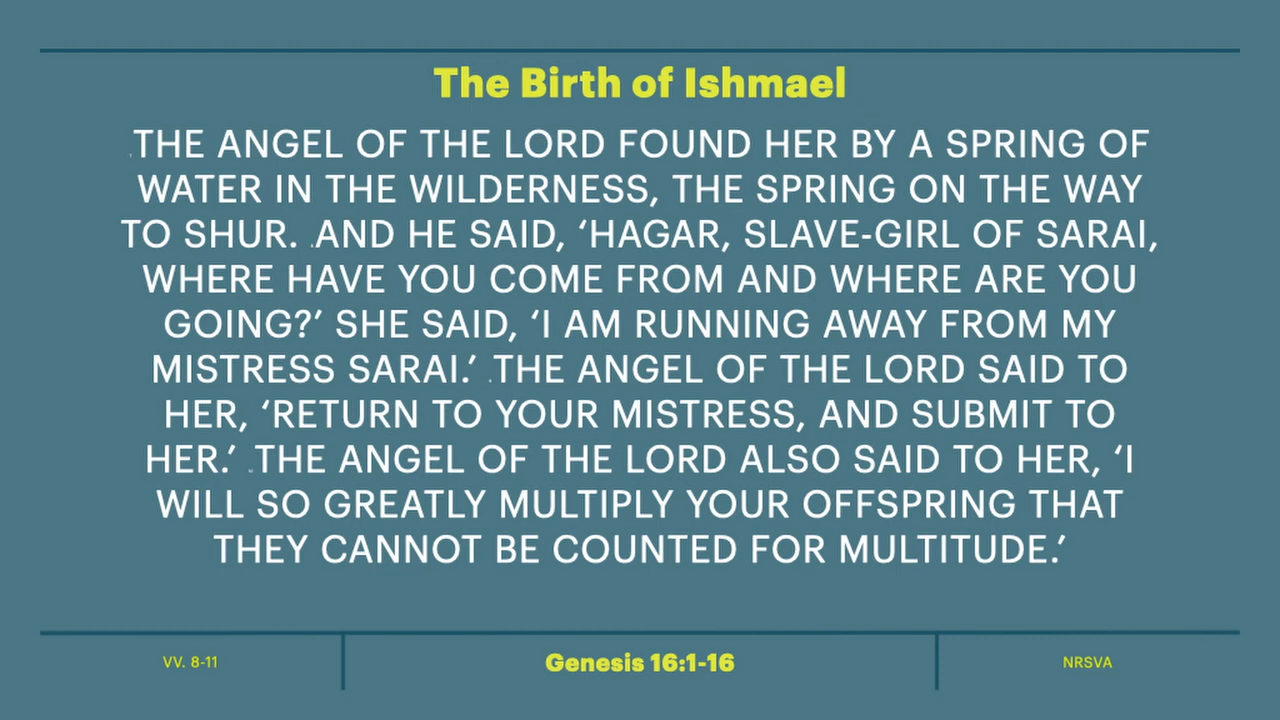 The Birth of Ishmael
THE ANGEL OF THE LORD FOUND HER BY A SPRING OF
WATER IN THE WILDERNESS, THE SPRING ON THE WAY
TO SHUR. AND HE SAID, ‘HAGAR, SLAVE-GIRL OF SARAI,
WHERE HAVE YOU COME FROM AND WHERE ARE YOU
GOING?’ SHE SAID, ‘I AM RUNNING AWAY FROM MY
MISTRESS SARAI.’ THE ANGEL OF THE LORD SAID TO
HER, ‘RETURN TO YOUR MISTRESS, AND SUBMIT TO
HER.’ THE ANGEL OF THE LORD ALSO SAID TO HER, ‘I
WILL SO GREATLY MULTIPLY YOUR OFFSPRING THAT
THEY CANNOT BE COUNTED FOR MULTITUDE.’
VV. 8-11
Genesis 16:1-16
NRSVA